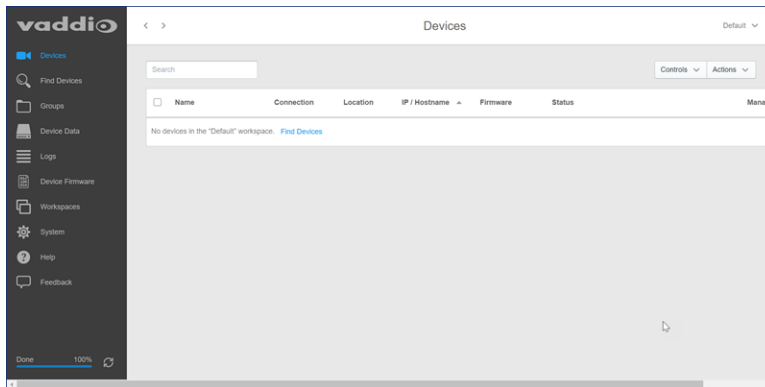 vaddio
Devices
Default
Devices
Find Devices
Groups
Device Data
Logs
Device Firmware
Workspaces
System
Help
Feedback
Done 100%
Search
Controls Actions
Name Connection Location IP / Hostname Firmware Status Mana
No devices in the "Default" workspace. Find Devices